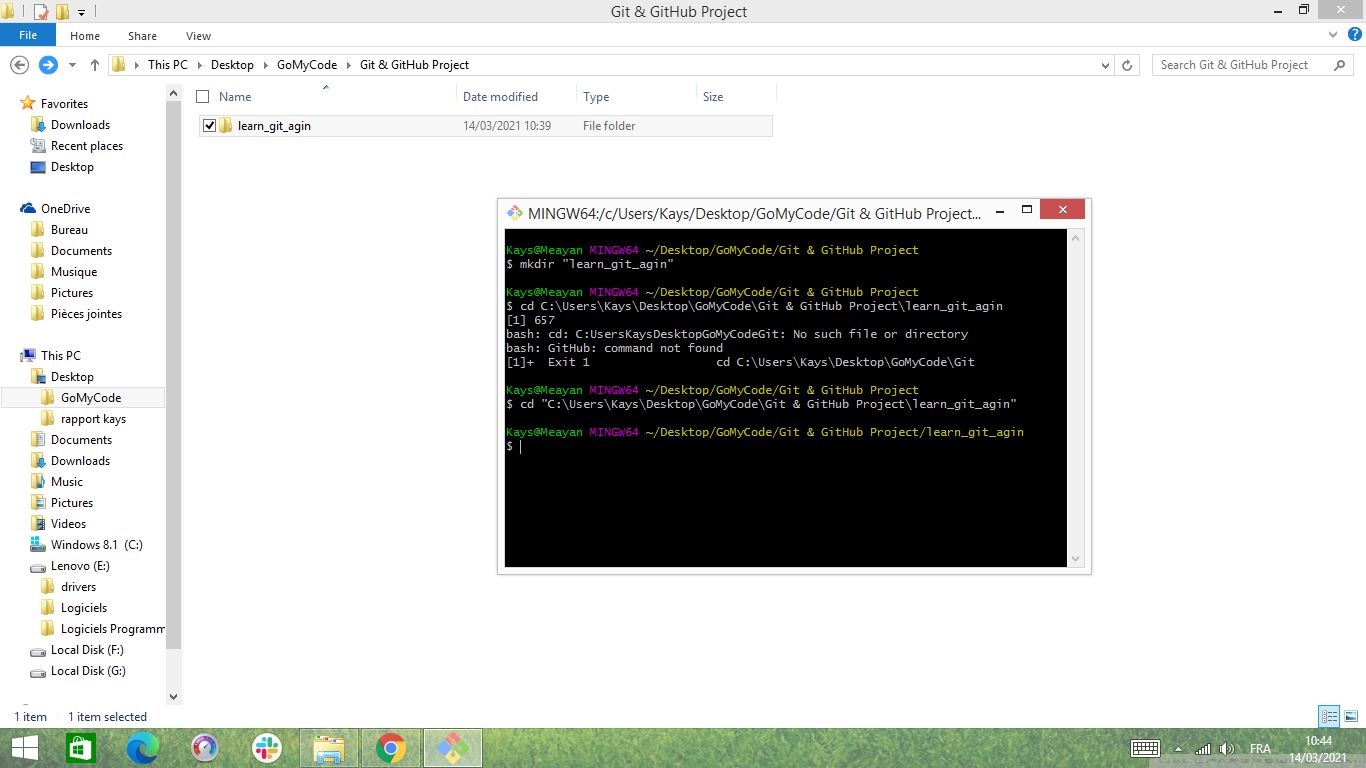 Git & GitHub Project
File Home Share View
This PC Desktop GoMyCode Git & GitHub Project
Search Git & GitHub Project
Name Date modified Type Size
learn_git_agin 14/03/2021 10:39 File folder
Favorites
Downloads
Recent places
Desktop
OneDrive
Bureau
Documents
Musique
Pictures
Pièces jointes
This PC
Desktop
GoMyCode
rapport kays
Documents
Downloads
Music
Pictures
Videos
Windows 8.1 (C:)
Lenovo (E:)
drivers
Logiciels
Logiciels Programm
Local Disk (F:)
Local Disk (G:)
MINGW64:/c/Users/Kays/Desktop/GoMyCode/Git & GitHub Project...
Kays@Meayan MINGW64 ~/Desktop/GoMyCode/Git & GitHub Project
$ mkdir "learn_git_agin"
Kays@Meayan MINGW64 ~/Desktop/GoMyCode/Git & GitHub Project
$ cd C:\Users\Kays\Desktop\GoMyCode\Git & GitHub Project\learn_git_agin
[1] 657
bash: cd: C:UsersKaysDesktopGoMyCodeGit: No such file or directory
bash: GitHub: command not found
[1]+ Exit 1 cd C:\Users\Kays\Desktop\GoMyCode\Git
Kays@Meayan MINGW64 ~/Desktop/GoMyCode/Git & GitHub Project
$ cd "C:\Users\Kays\Desktop\GoMyCode\Git & GitHub Project\learn_git_agin"
Kays@Meayan MINGW64 ~/Desktop/GoMyCode/Git & GitHub Project/learn_git_agin
$
1 item 1 item selected
FRA
10:44
14/03/2021